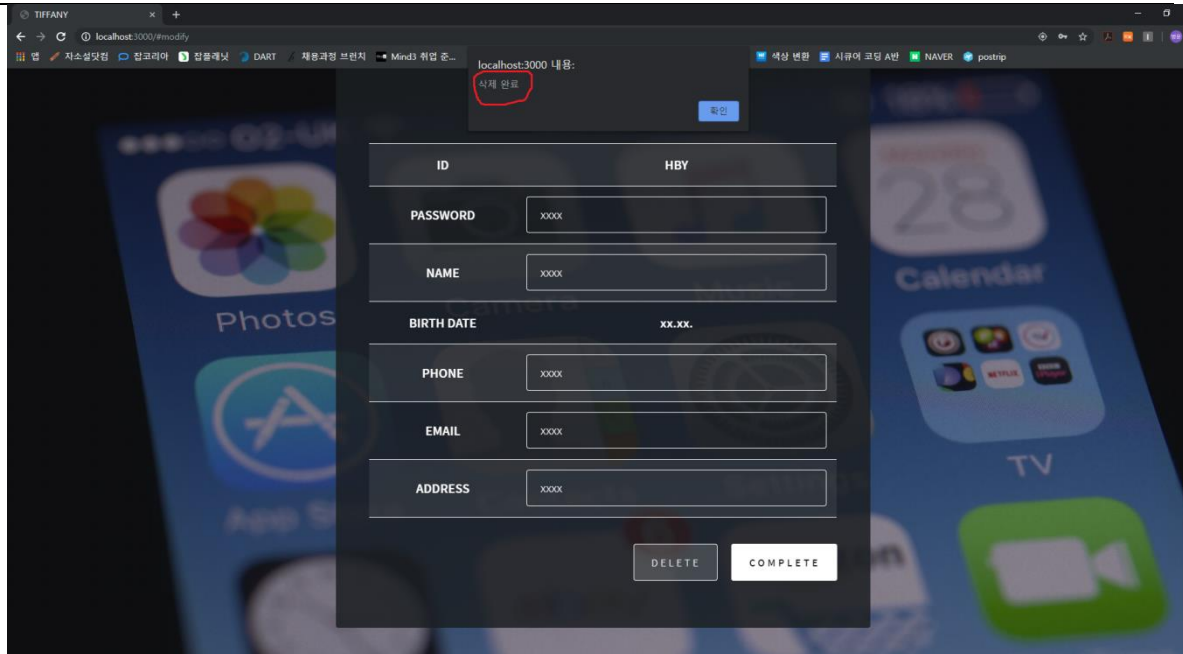 TIFFANY
localhost:3000/#modify
앱 자소설닷컴 잡코리아 잡플래닛 DART 채용과정 브런치 Mind3 취업 준... 색상 변환 시큐어 코딩 A반 NAVER postrip
localhost:3000 내용:
삭제 완료
확인
ID HBY
PASSWORD xxxx
NAME xxxx
BIRTH DATE xx.xx.
PHONE xxxx
EMAIL xxxx
ADDRESS xxxx
DELETE COMPLETE
Photos
Camera
Music
28
Calendar
App S
TV